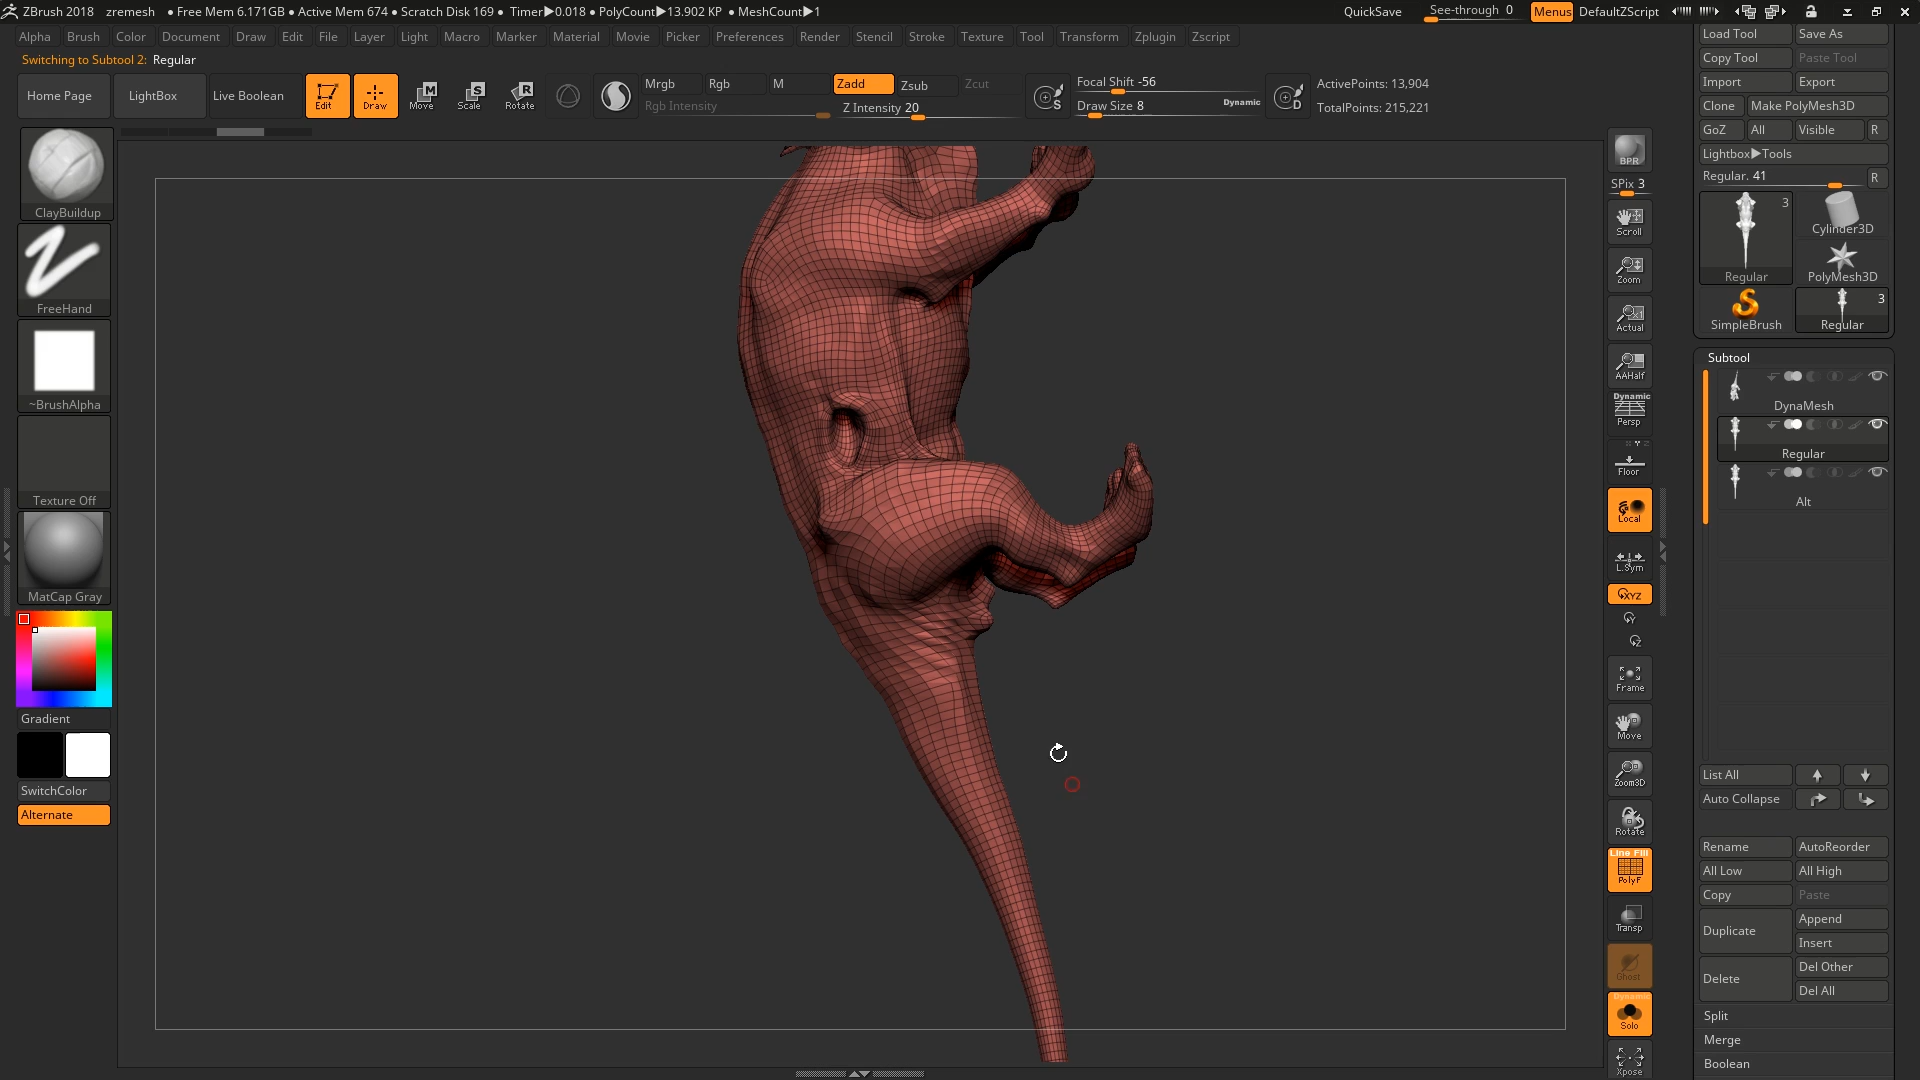 ZBrush 2018 zremesh • Free Mem 6.171GB • Active Mem 674 • Scratch Disk 169 • Timer▶0.018 • PolyCount▶13.902 KP • MeshCount▶1 QuickSave See-through 0 Menus DefaultZScript
Alpha Brush Color Document Draw Edit File Layer Light Macro Marker Material Movie Picker Preferences Render Stencil Stroke Texture Tool Transform Zplugin Zscript
Switching to Subtool 2: Regular
Home Page LightBox Live Boolean Edit Draw Move Scale Rotate
M S R
Mrgb Rgb M Zadd Zsub Zcut
Rgb Intensity Z Intensity 20
S Focal Shift -56
Draw Size 8 Dynamic
D ActivePoints: 13,904
TotalPoints: 215,221
ClayBuildup
FreeHand
~BrushAlpha
Texture Off
MatCap Gray
Gradient
SwitchColor
Alternate
BPR
SPix 3
Scroll
Zoom
Actual
AAHalf
Dynamic
Persp
Floor
Local
L.Sym
XYZ
Y
Z
Frame
Move
Zoom3D
Rotate
Line Fill
PolyF
Transp
Ghost
Dynamic
Solo
Xpose
Load Tool Save As
Copy Tool Paste Tool
Import Export
Clone Make PolyMesh3D
GoZ All Visible R
Lightbox▶Tools
Regular. 41 R
3
Regular Cylinder3D
PolyMesh3D
SimpleBrush 3
Regular
Subtool
DynaMesh
Regular
Alt
List All
Auto Collapse
Rename AutoReorder
All Low All High
Copy Paste
Duplicate Append
Insert
Delete Del Other
Del All
Split
Merge
Boolean